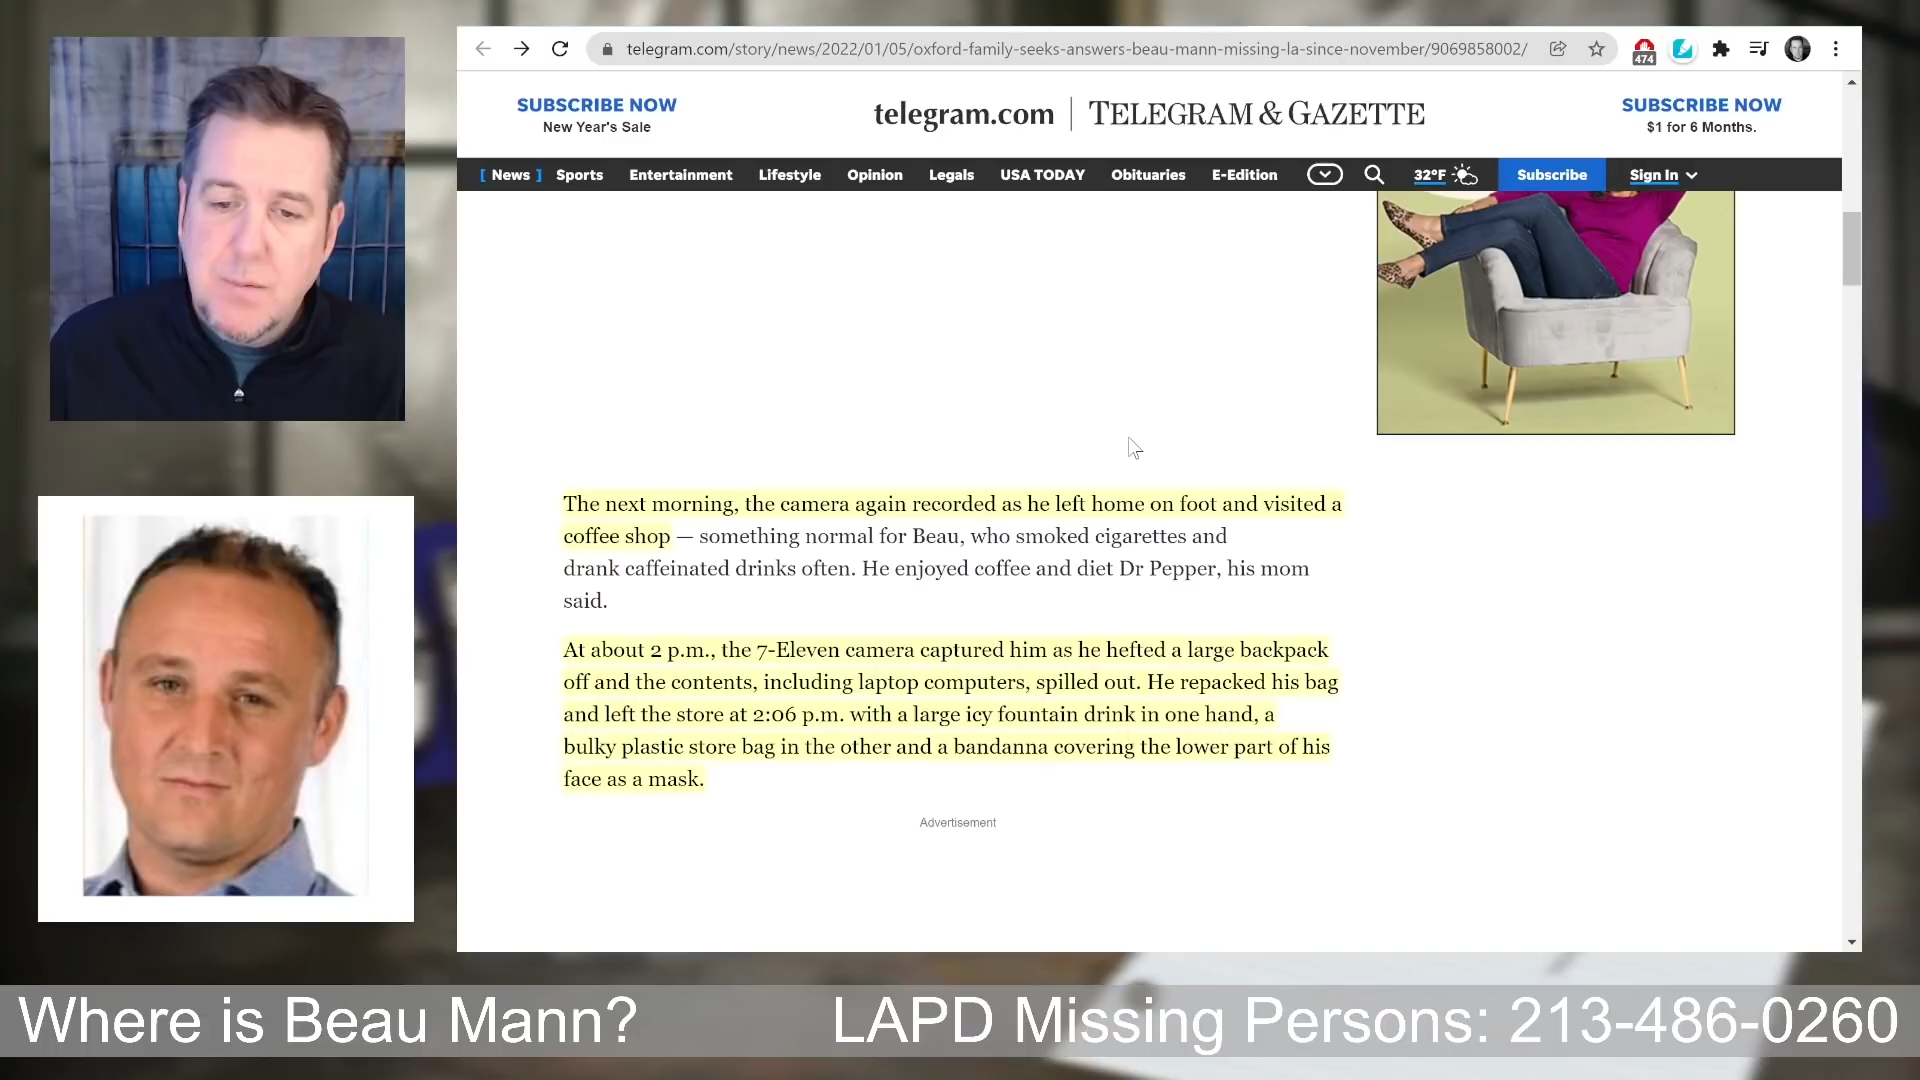 telegram.com/story/news/2022/01/05/oxford-family-seeks-answers-beau-mann-missing-la-since-november/9069858002/
474
SUBSCRIBE NOW
New Year's Sale
telegram.com | TELEGRAM & GAZETTE
SUBSCRIBE NOW
$1 for 6 Months.
[ News ] Sports Entertainment Lifestyle Opinion Legals USA TODAY Obituaries E-Edition 32°F Subscribe Sign In
The next morning, the camera again recorded as he left home on foot and visited a
coffee shop — something normal for Beau, who smoked cigarettes and
drank caffeinated drinks often. He enjoyed coffee and diet Dr Pepper, his mom
said.
At about 2 p.m., the 7-Eleven camera captured him as he hefted a large backpack
off and the contents, including laptop computers, spilled out. He repacked his bag
and left the store at 2:06 p.m. with a large icy fountain drink in one hand, a
bulky plastic store bag in the other and a bandanna covering the lower part of his
face as a mask.
Advertisement
Where is Beau Mann? LAPD Missing Persons: 213-486-0260